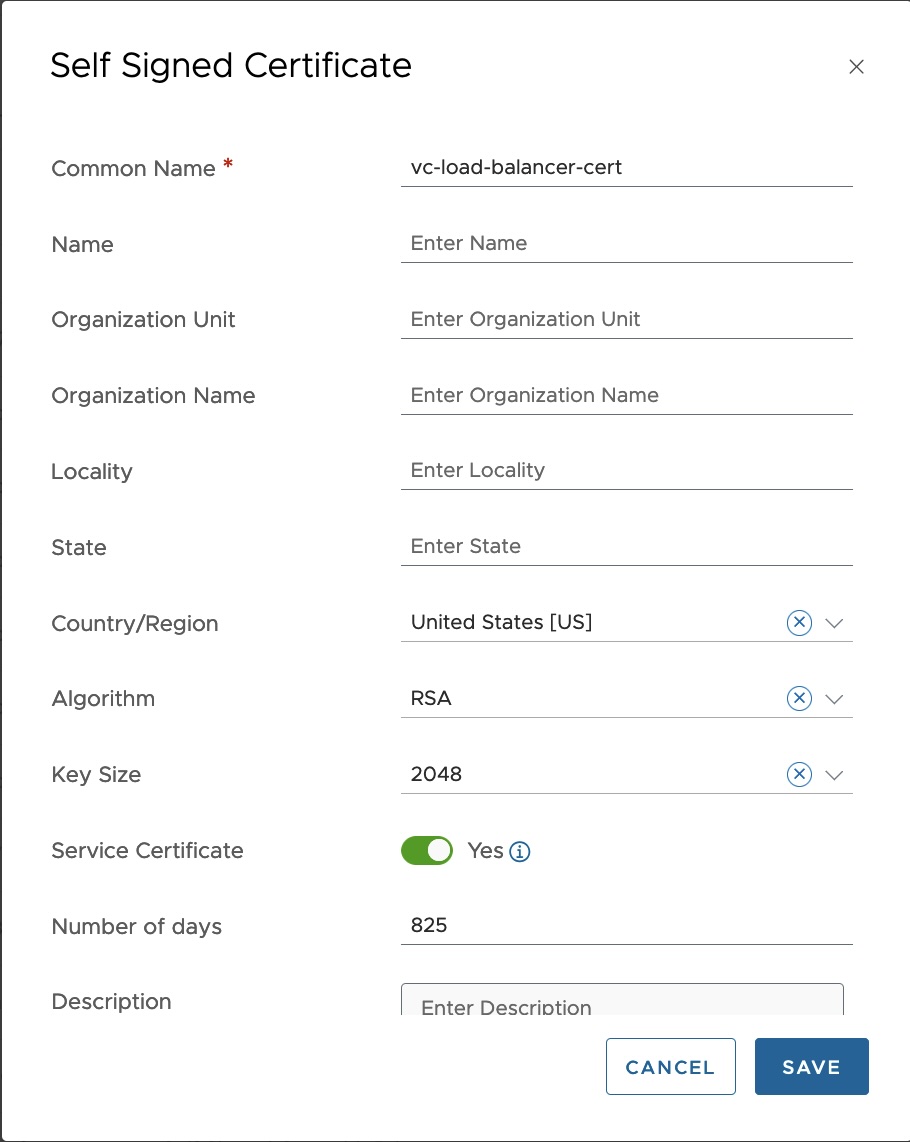 Self Signed Certificate
Common Name * vc-load-balancer-cert
Name Enter Name
Organization Unit Enter Organization Unit
Organization Name Enter Organization Name
Locality Enter Locality
State Enter State
Country/Region United States [US]
Algorithm RSA
Key Size 2048
Service Certificate Yes
Number of days 825
Description Enter Description
CANCEL SAVE